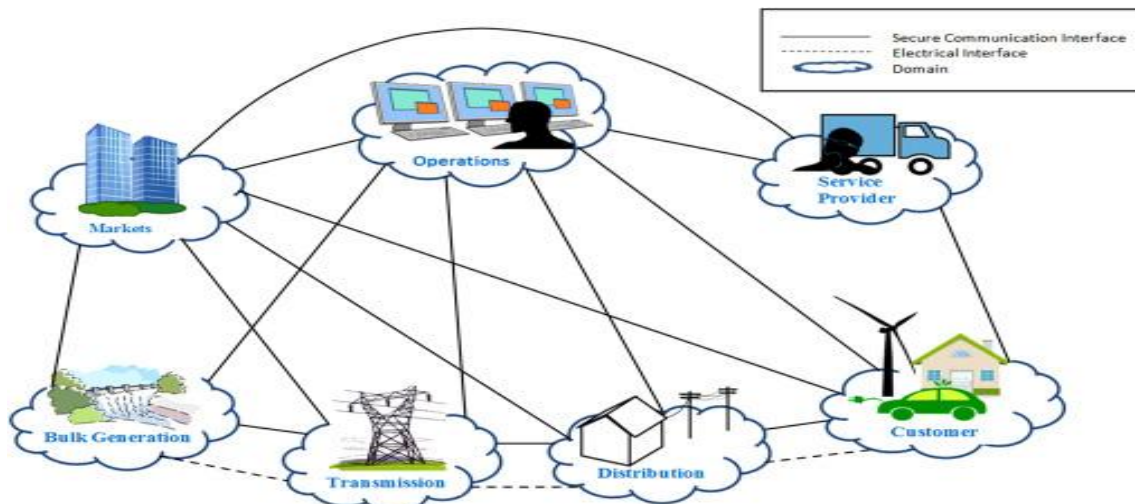 Secure Communication Interface
Electrical Interface
Domain
Operations
Service
Provider
Markets
Bulk Generation
Transmission
Distribution
Customer